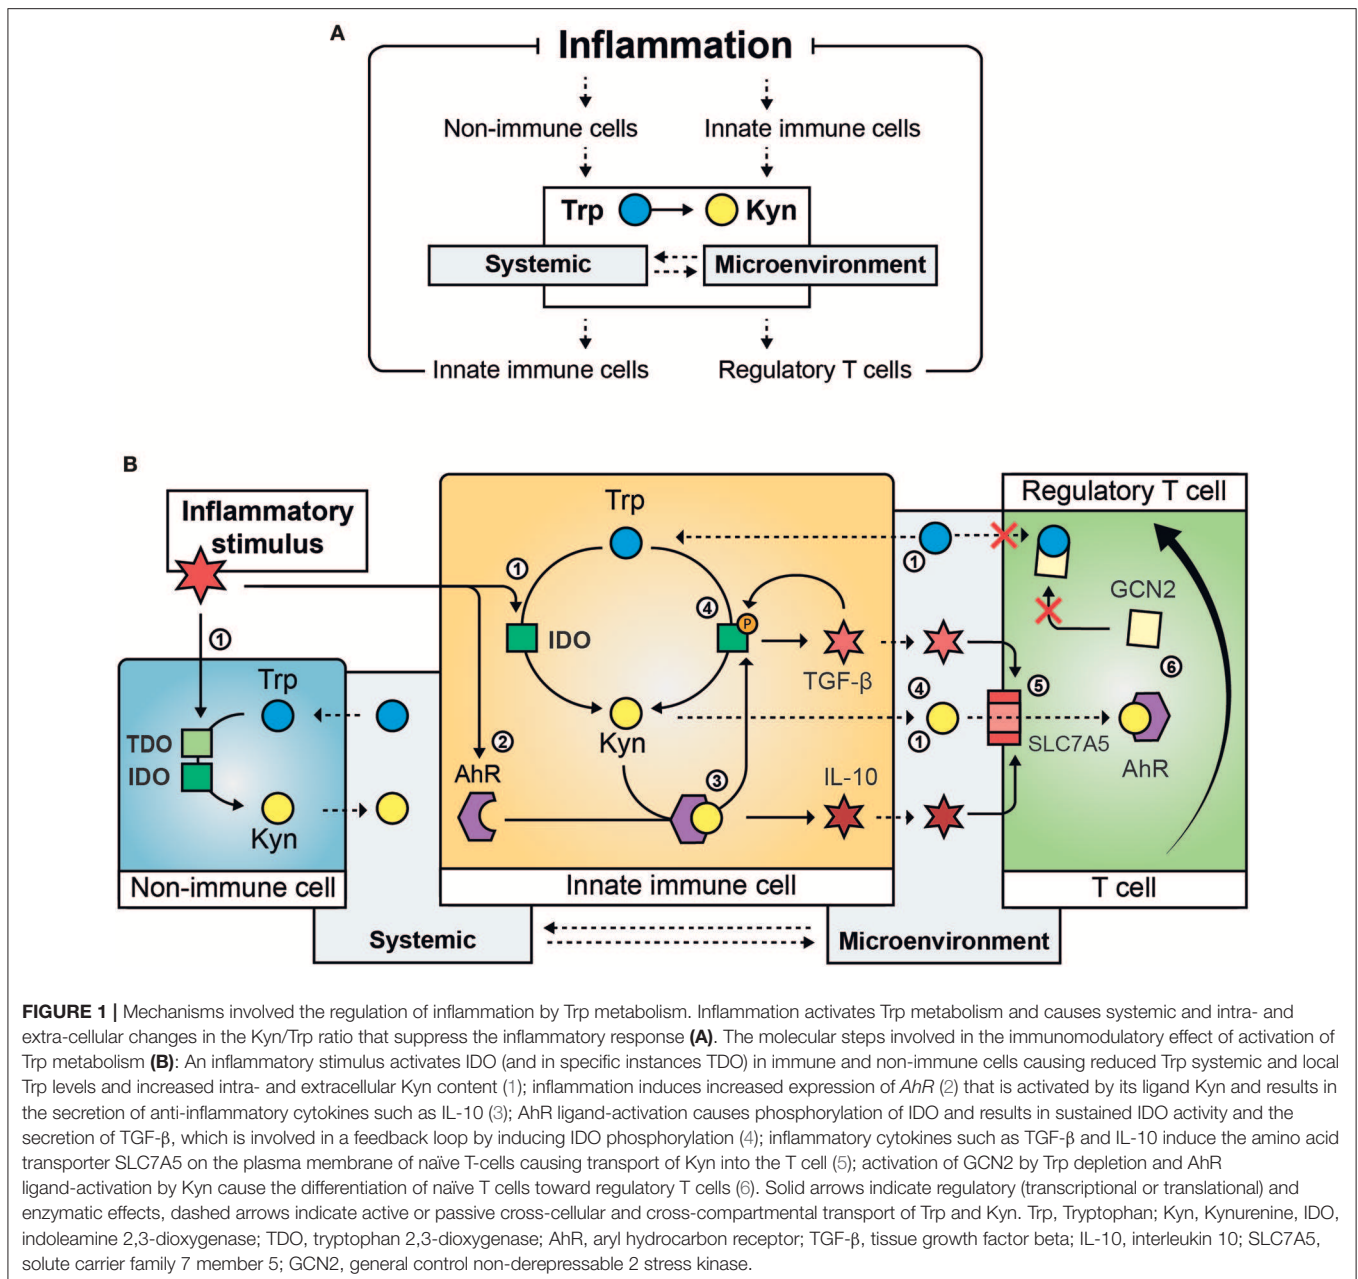 A
Inflammation
Non-immune cells
Innate immune cells
Trp
Kyn
Systemic
Microenvironment
Innate immune cells
Regulatory T cells
B
Inflammatory
stimulus
1
Trp
TDO
IDO
Kyn
Non-immune cell
Systemic
Trp
1
IDO
4
P
TGF-β
Kyn
2
AhR
3
IL-10
Innate immune cell
1
4
1
Microenvironment
Regulatory T cell
GCN2
6
5
SLC7A5
AhR
T cell
FIGURE 1 | Mechanisms involved the regulation of inflammation by Trp metabolism. Inflammation activates Trp metabolism and causes systemic and intra- and
extra-cellular changes in the Kyn/Trp ratio that suppress the inflammatory response (A). The molecular steps involved in the immunomodulatory effect of activation of
Trp metabolism (B): An inflammatory stimulus activates IDO (and in specific instances TDO) in immune and non-immune cells causing reduced Trp systemic and local
Trp levels and increased intra- and extracellular Kyn content (1); inflammation induces increased expression of AhR (2) that is activated by its ligand Kyn and results in
the secretion of anti-inflammatory cytokines such as IL-10 (3); AhR ligand-activation causes phosphorylation of IDO and results in sustained IDO activity and the
secretion of TGF-β, which is involved in a feedback loop by inducing IDO phosphorylation (4); inflammatory cytokines such as TGF-β and IL-10 induce the amino acid
transporter SLC7A5 on the plasma membrane of naïve T-cells causing transport of Kyn into the T cell (5); activation of GCN2 by Trp depletion and AhR
ligand-activation by Kyn cause the differentiation of naïve T cells toward regulatory T cells (6). Solid arrows indicate regulatory (transcriptional or translational) and
enzymatic effects, dashed arrows indicate active or passive cross-cellular and cross-compartmental transport of Trp and Kyn. Trp, Tryptophan; Kyn, Kynurenine, IDO,
indoleamine 2,3-dioxygenase; TDO, tryptophan 2,3-dioxygenase; AhR, aryl hydrocarbon receptor; TGF-β, tissue growth factor beta; IL-10, interleukin 10; SLC7A5,
solute carrier family 7 member 5; GCN2, general control non-derepressable 2 stress kinase.